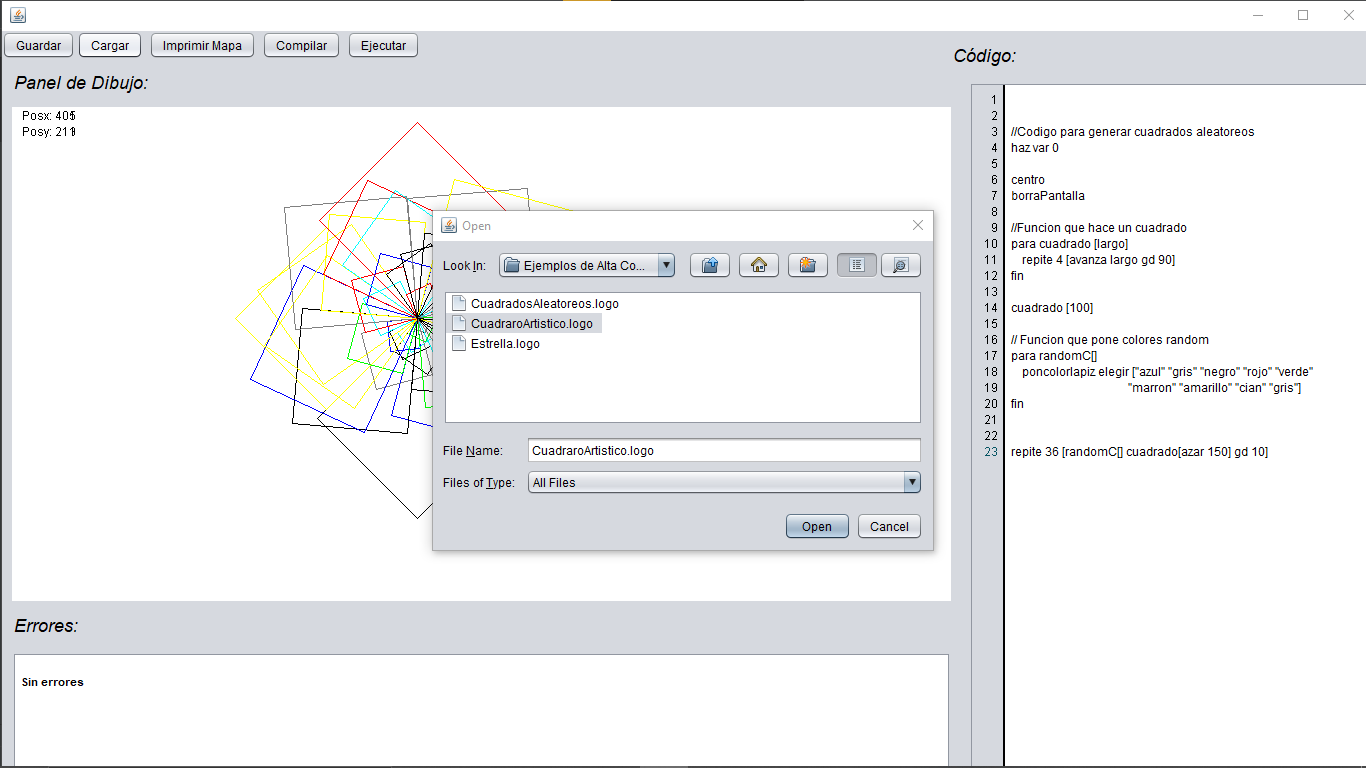 Guardar Cargar Imprimir Mapa Compilar Ejecutar
Panel de Dibujo:
Posx: 405
Posy: 211
Open
Look In: Ejemplos de Alta Co...
CuadradosAleatoreos.logo
CuadraroArtistico.logo
Estrella.logo
File Name: CuadraroArtistico.logo
Files of Type: All Files
Open Cancel
Errores:
Sin errores
Código:
1
2
3 //Codigo para generar cuadrados aleatoreos
4 haz var 0
5
6 centro
7 borraPantalla
8
9 //Funcion que hace un cuadrado
10 para cuadrado [largo]
11 repite 4 [avanza largo gd 90]
12 fin
13
14 cuadrado [100]
15
16 // Funcion que pone colores random
17 para randomC[]
18 poncolorlapiz elegir ["azul" "gris" "negro" "rojo" "verde"
19 "marron" "amarillo" "cian" "gris"]
20 fin
21
22
23 repite 36 [randomC[] cuadrado[azar 150] gd 10]